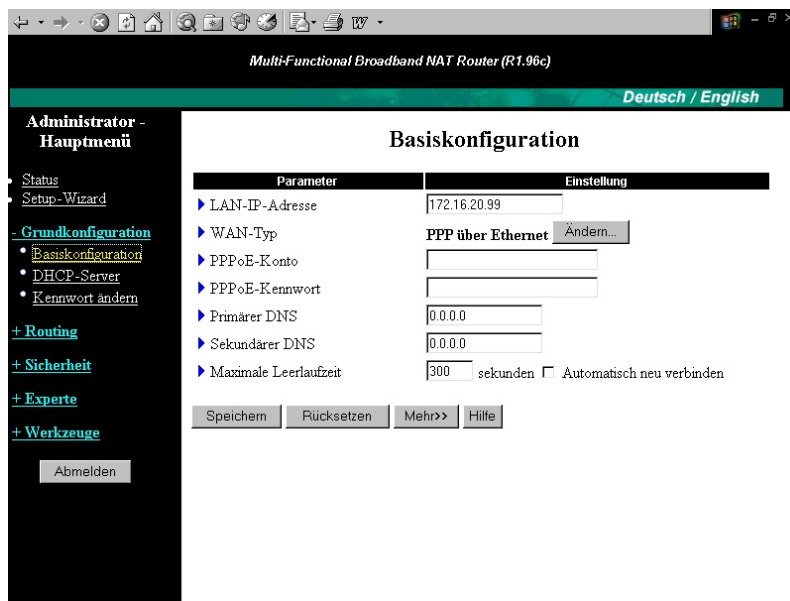 Multi-Functional Broadband NAT Router (R1.96c)
Deutsch / English
Administrator -
Hauptmenü
Status
Setup-Wizard
- Grundkonfiguration
Basiskonfiguration
DHCP-Server
Kennwort ändern
+ Routing
+ Sicherheit
+ Experte
+ Werkzeuge
Abmelden
Basiskonfiguration
Parameter Einstellung
LAN-IP-Adresse 172.16.20.99
WAN-Typ PPP über Ethernet Ändern...
PPPoE-Konto
PPPoE-Kennwort
Primärer DNS 0.0.0.0
Sekundärer DNS 0.0.0.0
Maximale Leerlaufzeit 300 sekunden Automatisch neu verbinden
Speichern Rücksetzen Mehr>> Hilfe